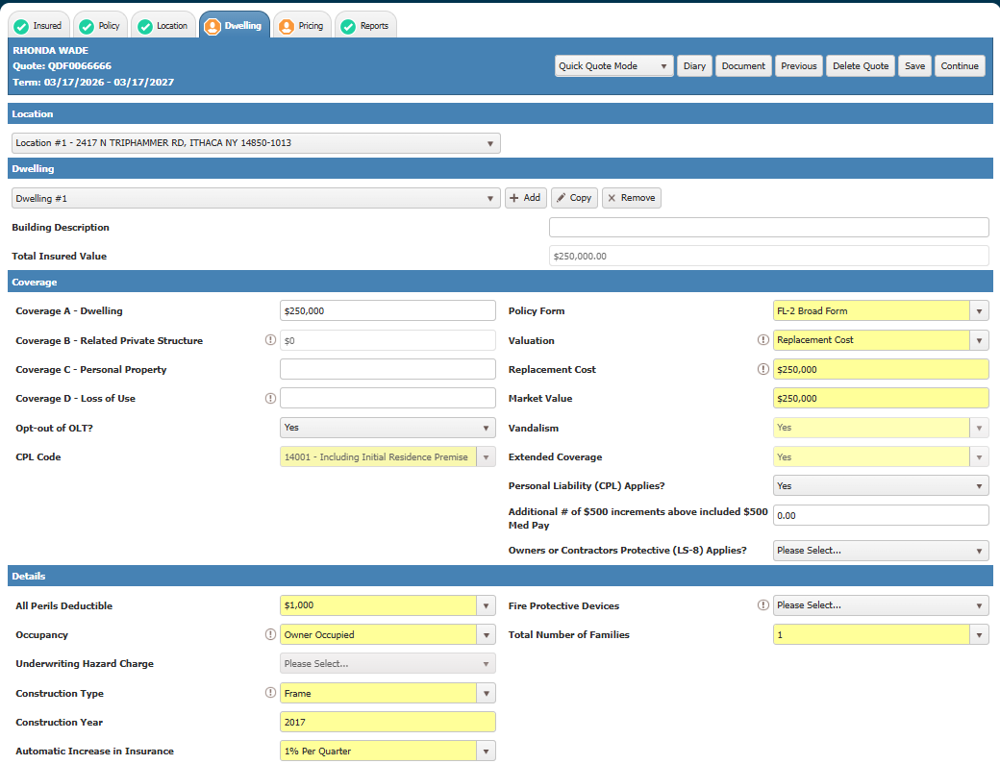 Insured
Policy
Location
Dwelling
Pricing
Reports
RHONDA WADE
Quote: QDF0066666
Term: 03/17/2026 - 03/17/2027
Quick Quote Mode
Diary
Document
Previous
Delete Quote
Save
Continue
Location
Location #1 - 2417 N TRIPHAMMER RD, ITHACA NY 14850-1013
Dwelling
Dwelling #1
Add
Copy
Remove
Building Description
Total Insured Value
$250,000.00
Coverage
Coverage A - Dwelling
$250,000
Policy Form
FL-2 Broad Form
Coverage B - Related Private Structure
$0
Valuation
Replacement Cost
Coverage C - Personal Property
Replacement Cost
$250,000
Coverage D - Loss of Use
Market Value
$250,000
Opt-out of OLT?
Yes
Vandalism
Yes
CPL Code
14001 - Including Initial Residence Premise
Extended Coverage
Yes
Personal Liability (CPL) Applies?
Yes
Additional # of $500 increments above included $500
Med Pay
0.00
Owners or Contractors Protective (LS-8) Applies?
Please Select...
Details
All Perils Deductible
$1,000
Fire Protective Devices
Please Select...
Occupancy
Owner Occupied
Total Number of Families
1
Underwriting Hazard Charge
Please Select...
Construction Type
Frame
Construction Year
2017
Automatic Increase in Insurance
1% Per Quarter